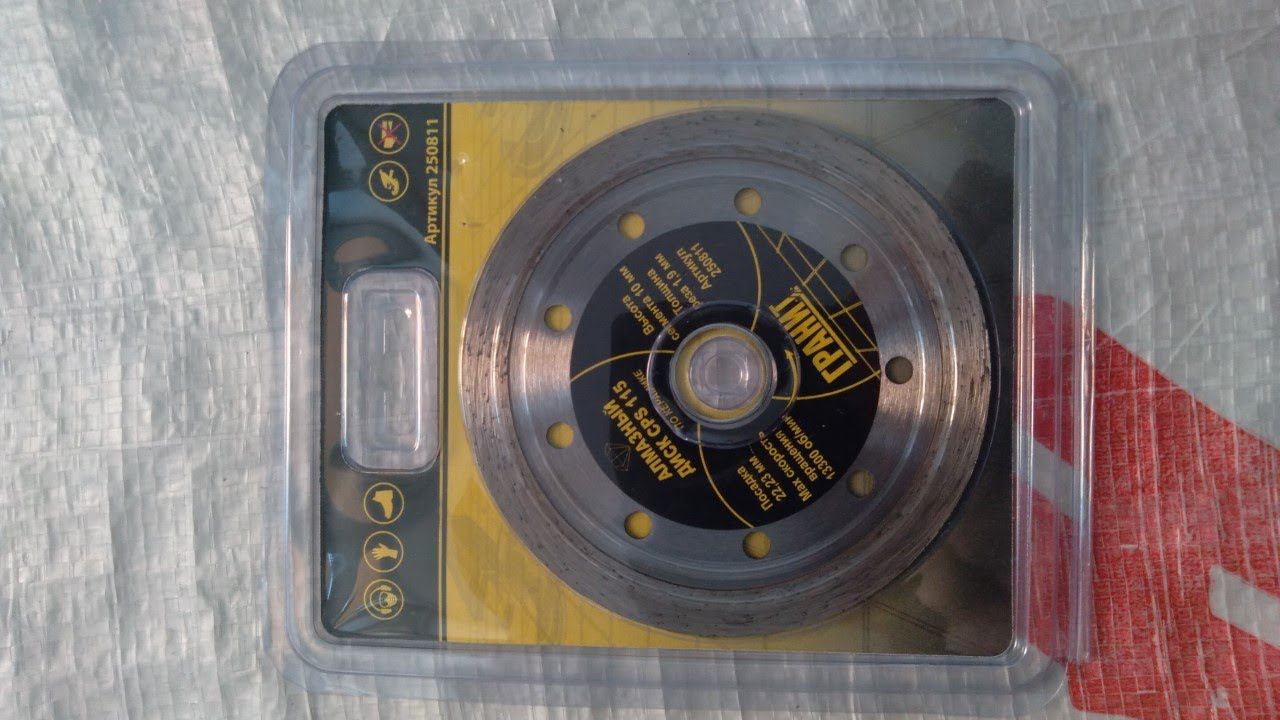 Артикул 250811
АЛМАЗНЫЙ
ДИСК CPS 115
ПО КЕРАМИКЕ
Высота
сегмента 10 мм
Толщина
реза 1,9 мм
Артикул
250811
ГРАНИТ
Посадка
22,23 мм
Мах скорость
вращения
13300 об/мин